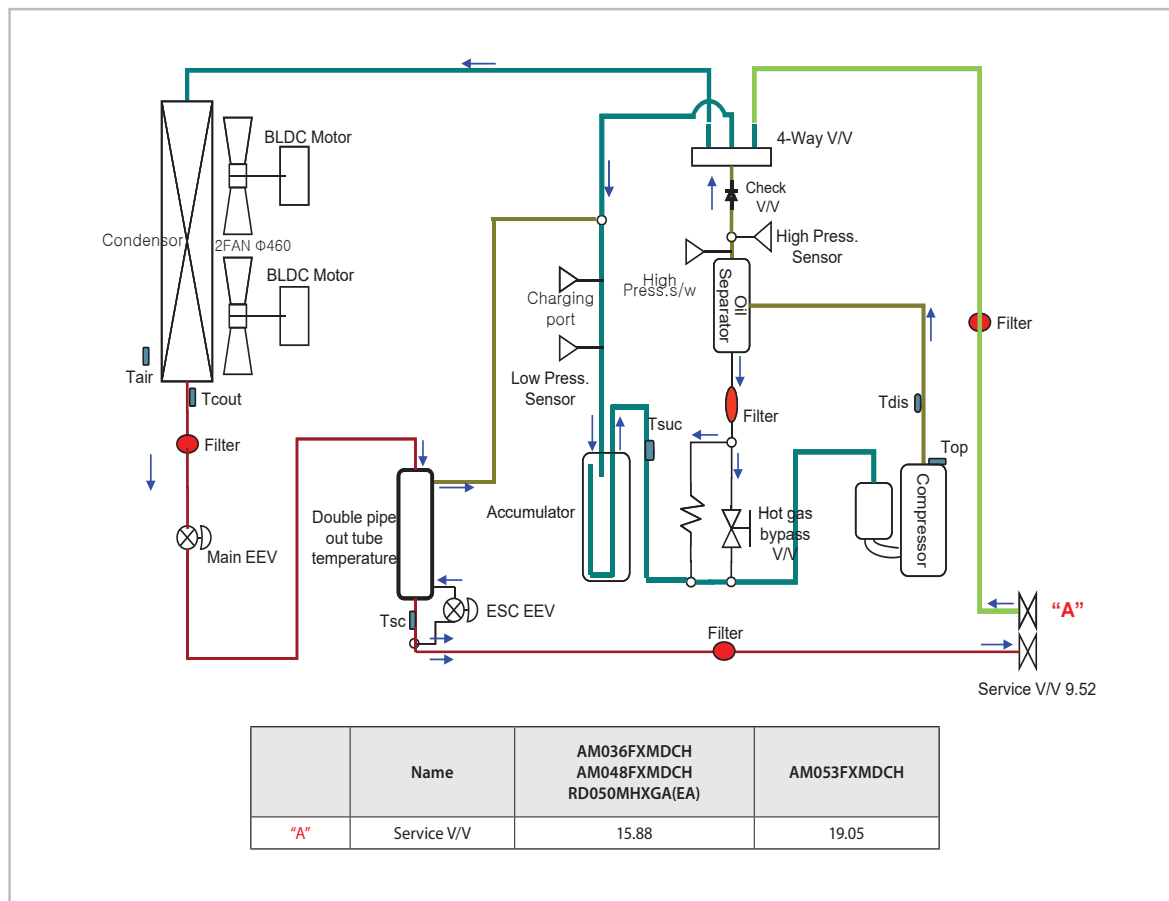 4-Way V/V
BLDC Motor
Check
V/V
Condensor
2FAN Φ460
High Press.
Sensor
High
Press.s/w
BLDC Motor
Oil
Separator
Charging
port
Filter
Tair
Tcout
Low Press.
Sensor
Tdis
Filter
Tsuc
Filter
Top
Double pipe
out tube
temperature
Accumulator
Hot gas
bypass
V/V
Compressor
Main EEV
ESC EEV
Tsc
"A"
Filter
Service V/V 9.52
Name
AM036FXMDCH
AM048FXMDCH
RD050MHXGA(EA)
AM053FXMDCH
"A"
Service V/V
15.88
19.05